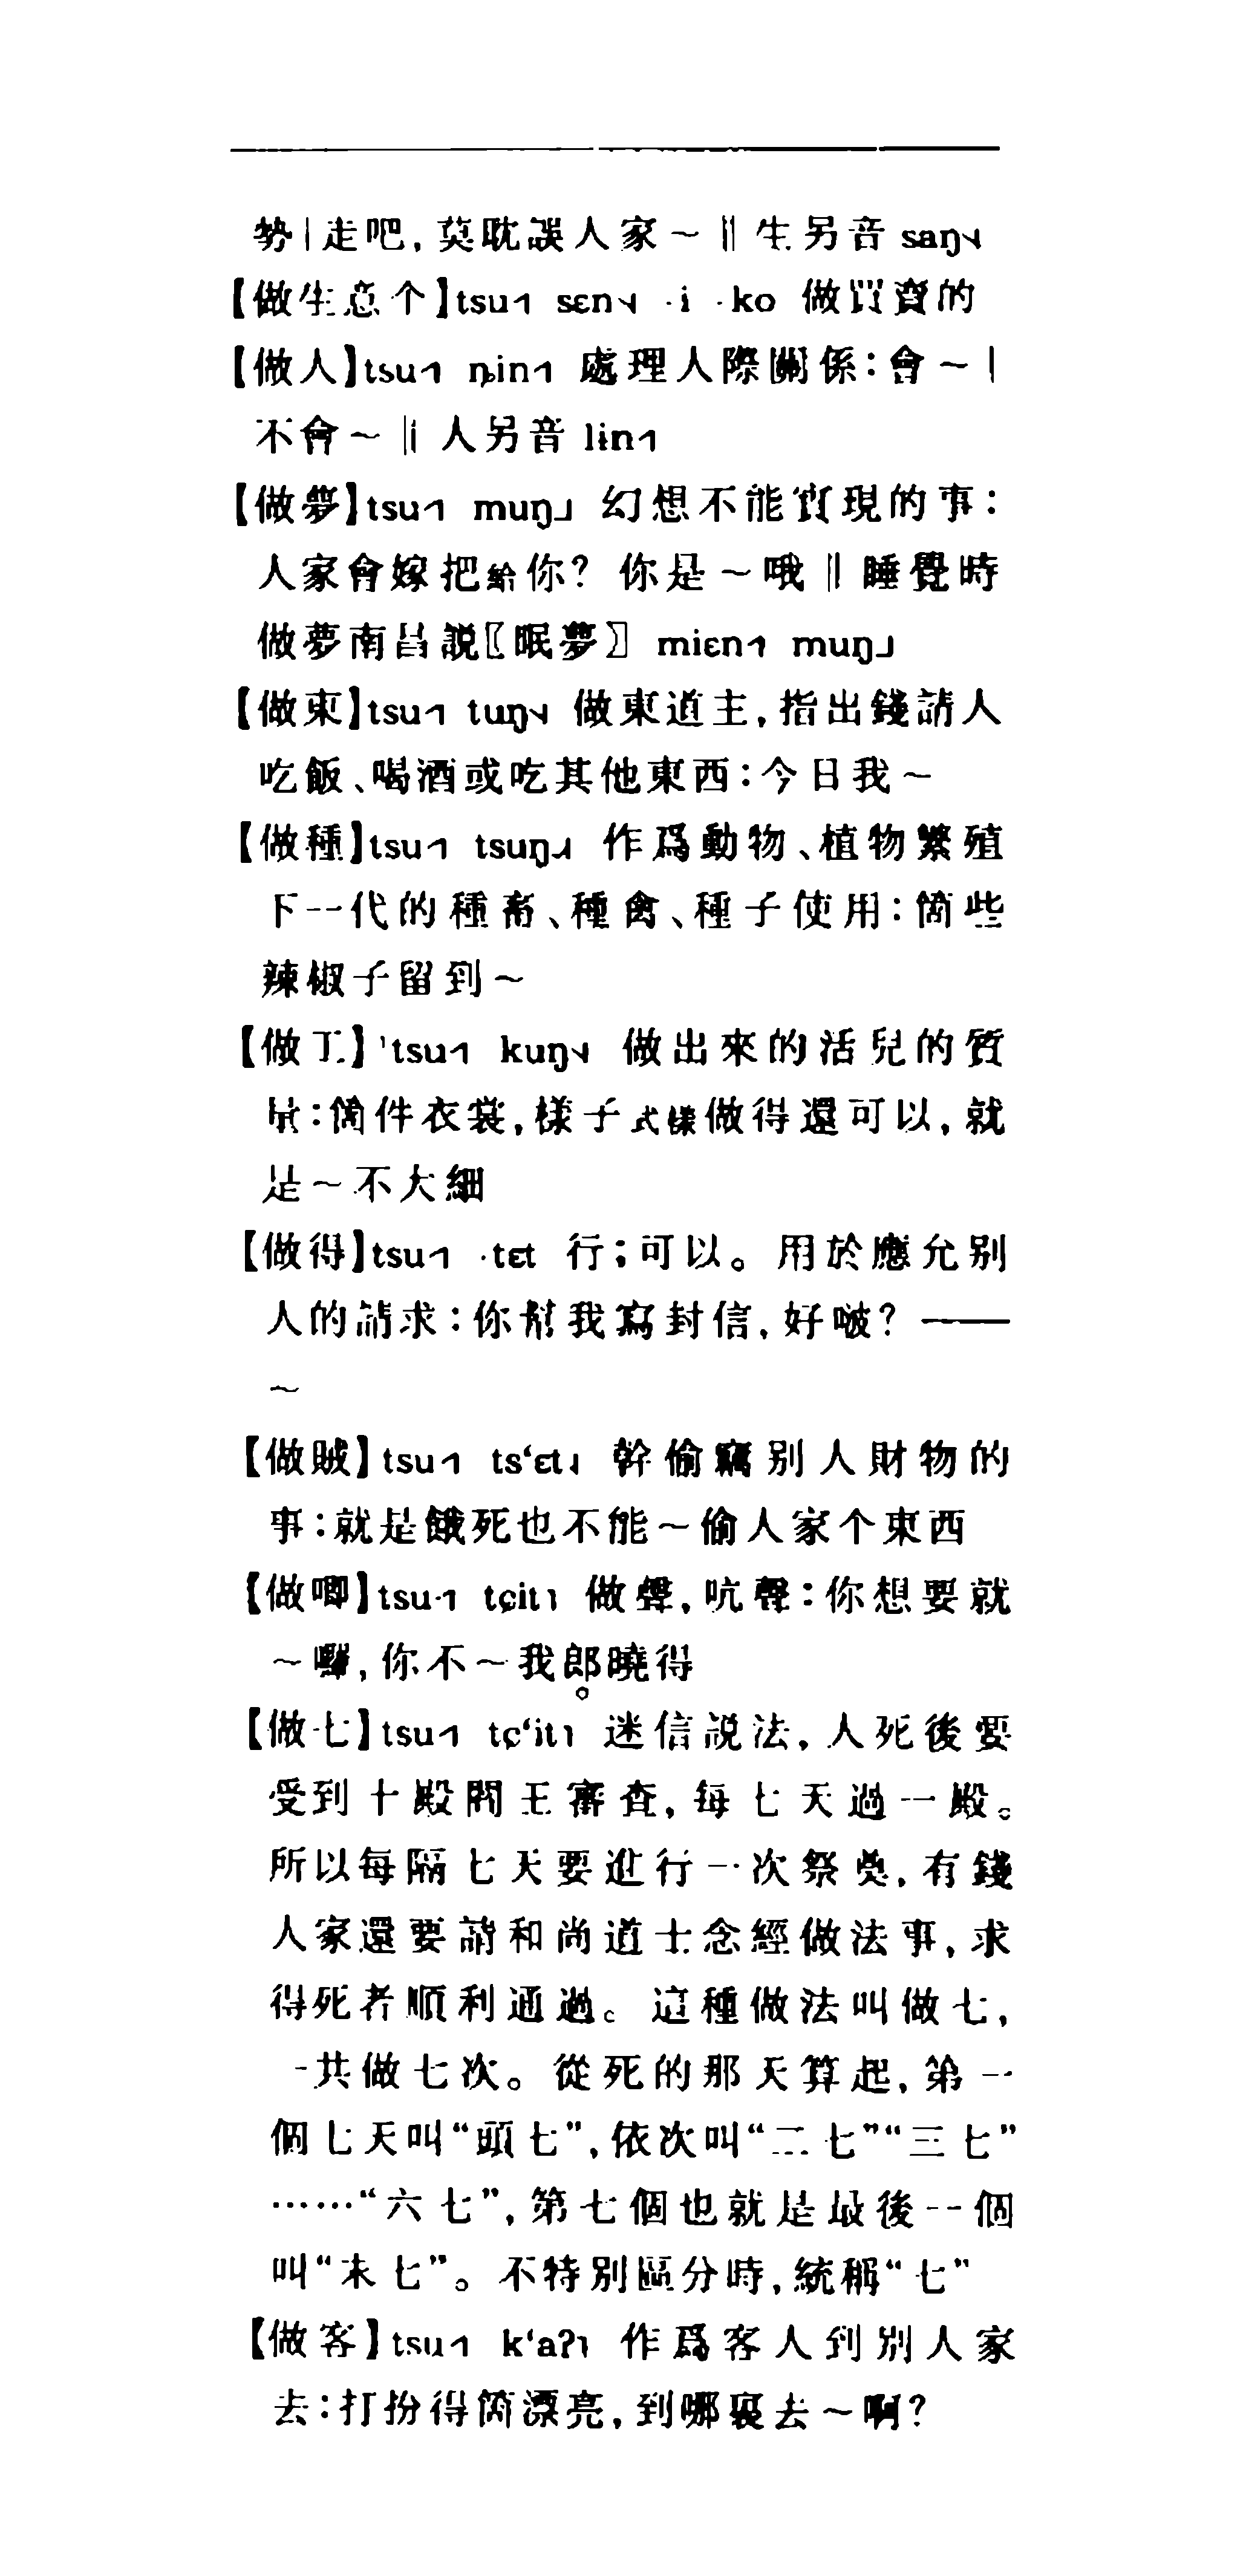 勢｜走吧，莫耽誤人家～‖生另音 saŋ˧˩
【做生意个】tsu˦ sɛn˧˩ ·i ·ko 做買賣的
【做人】tsu˦ ȵin˦ 處理人際關係：會～｜
不會～‖人另音 lin˦
【做夢】tsu˦ muŋ˩ 幻想不能實現的事：
人家會嫁把給你？你是～哦‖睡覺時
做夢南昌説〖眠夢〗 miɛn˦ muŋ˩
【做東】tsu˦ tuŋ˧˩ 做東道主，指出錢請人
吃飯、喝酒或吃其他東西：今日我～
【做種】tsu˦ tsuŋ˨˩˧ 作爲動物、植物繁殖
下一代的種畜、種禽、種子使用：箇些
辣椒子留到～
【做工】tsu˦ kuŋ˧˩ 做出來的活兒的質
量：箇件衣裳，樣子式樣做得還可以，就
是～不大細
【做得】tsu˦ ·tɛt 行；可以。用於應允别
人的請求：你幫我寫封信，好啵？——
～
【做賊】tsu˦ ts‘ɛt˨ 幹偷竊别人財物的
事：就是餓死也不能～偷人家个東西
【做唧】tsu˦ tɕit˥ 做聲，吭聲：你想要就
～囉，你不～我郎曉得
【做七】tsu˦ tɕ‘it˥ 迷信説法，人死後要
受到十殿閻王審查，每七天過一殿。
所以每隔七天要進行一次祭奠，有錢
人家還要請和尚道士念經做法事，求
得死者順利通過。這種做法叫做七，
一共做七次。從死的那天算起，第一
個七天叫“頭七”，依次叫“二七”“三七”
……“六七”，第七個也就是最後一個
叫“末七”。不特别區分時，統稱“七”
【做客】tsu˦ k‘aʔ˥ 作爲客人到别人家
去：打扮得箇漂亮，到哪裏去～啊？